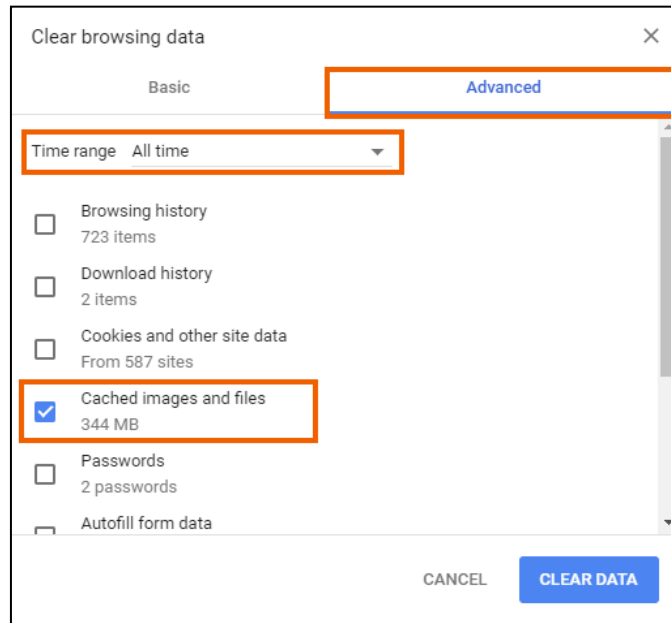 Clear browsing data
Basic Advanced
Time range All time
Browsing history
723 items
Download history
2 items
Cookies and other site data
From 587 sites
Cached images and files
344 MB
Passwords
2 passwords
Autofill form data
CANCEL CLEAR DATA